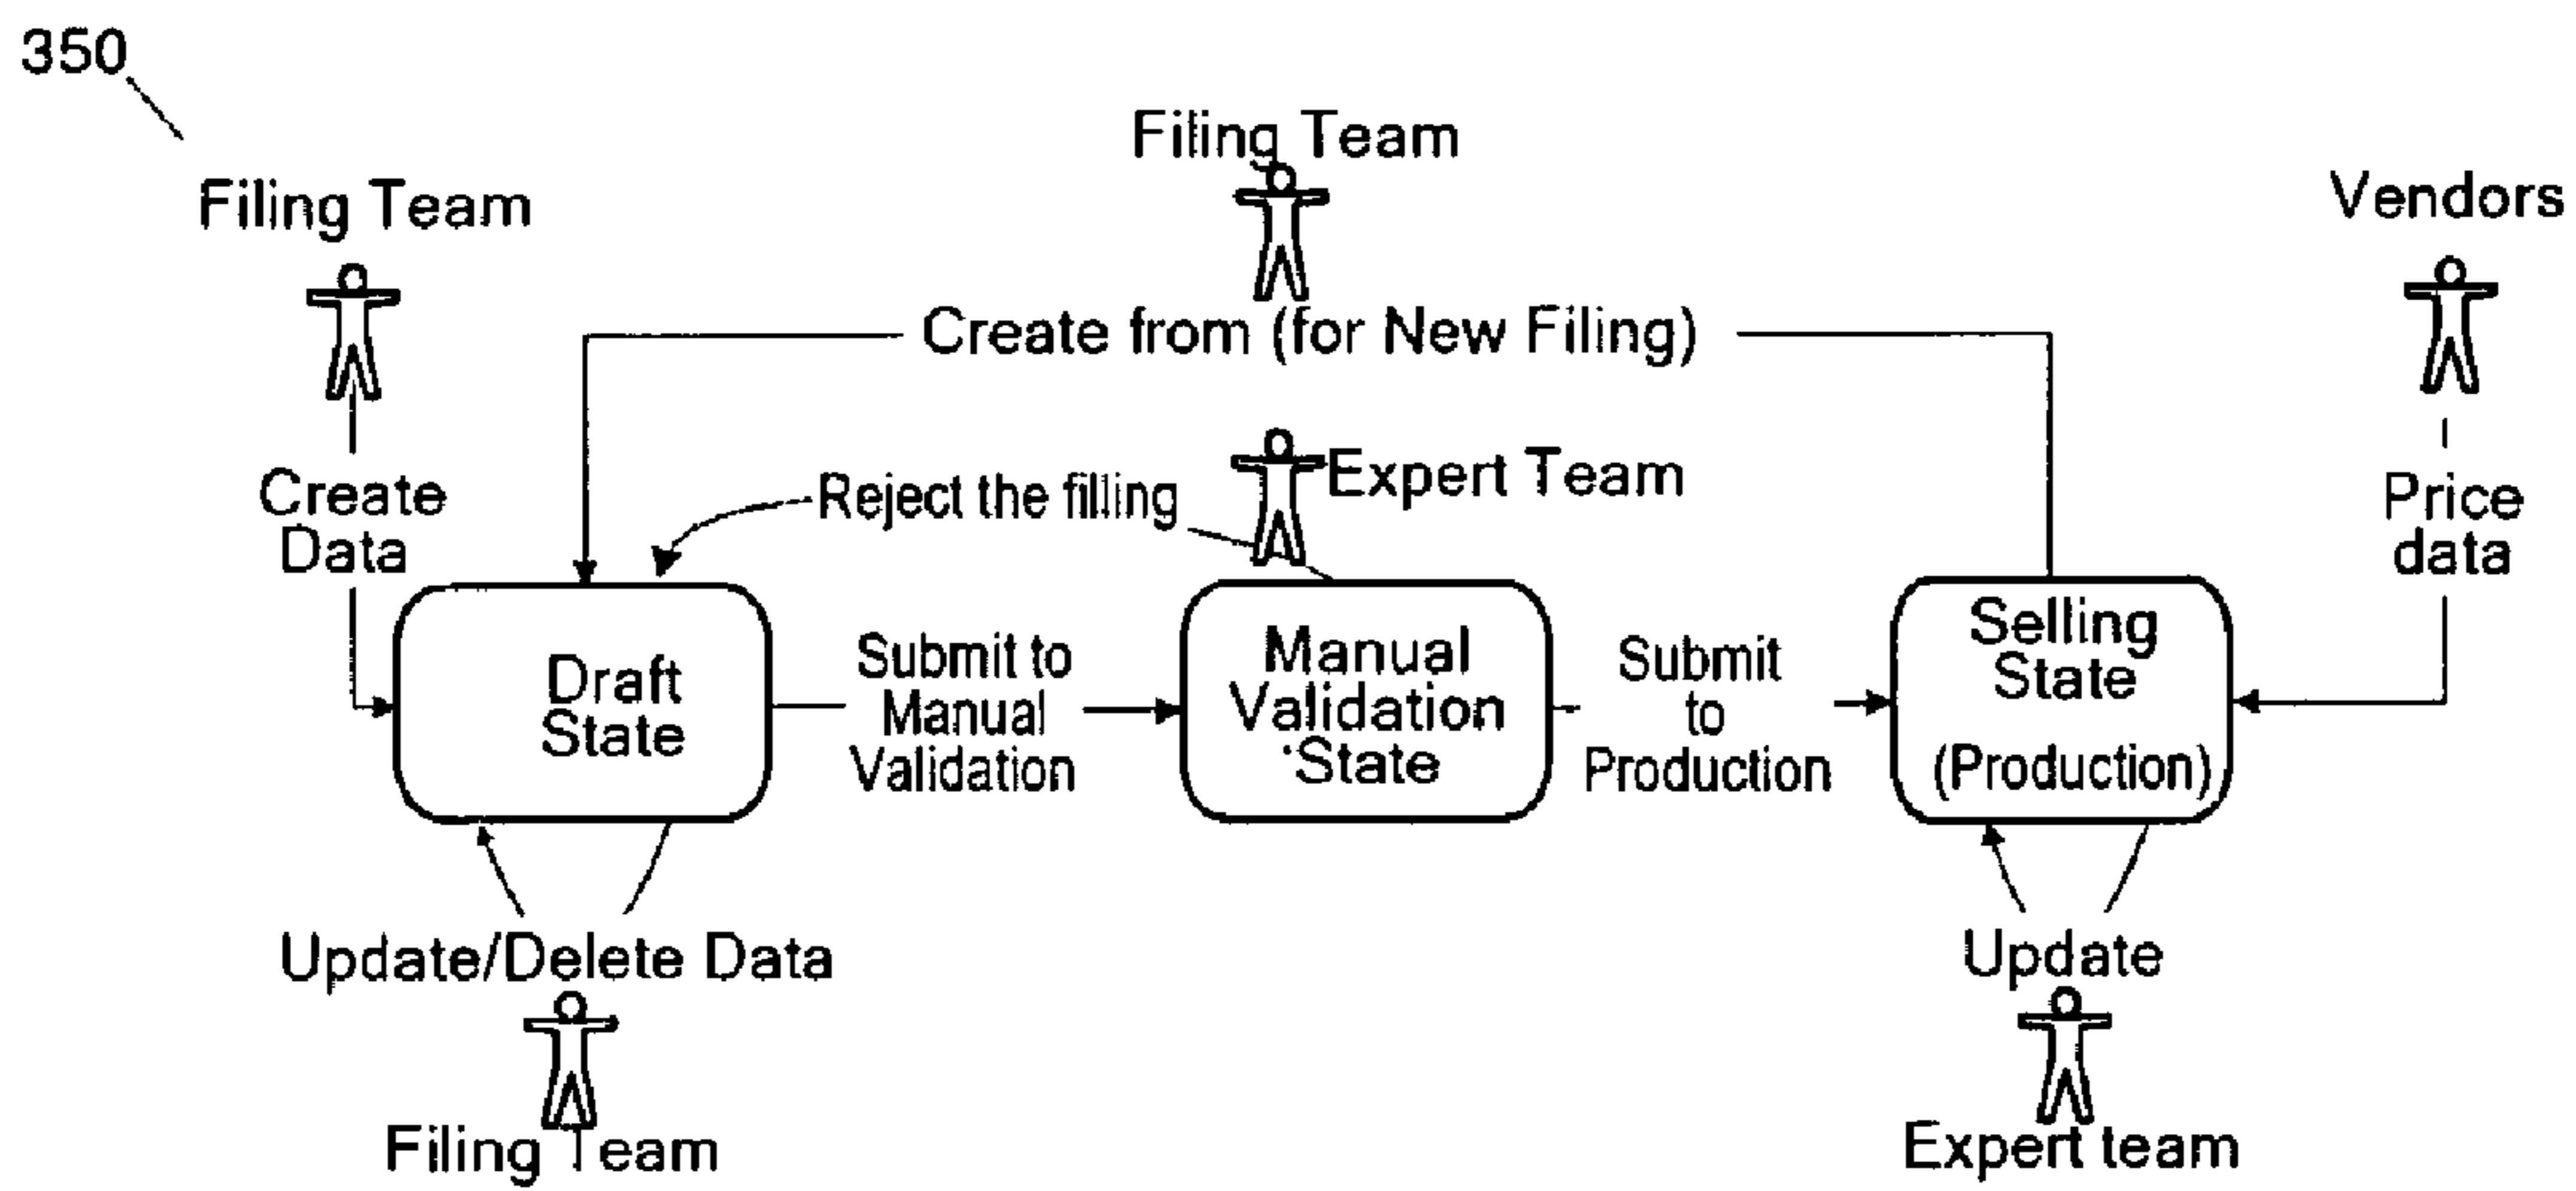 350
Filing Team
Filing Team
Vendors
Create from (for New Filing)
Create
Data
Reject the filling
Expert Team
Price
data
Draft
State
Submit to
Manual
Validation
Manual
Validation
State
Submit
to
Production
Selling
State
(Production)
Update/Delete Data
Filing Team
Update
Expert team